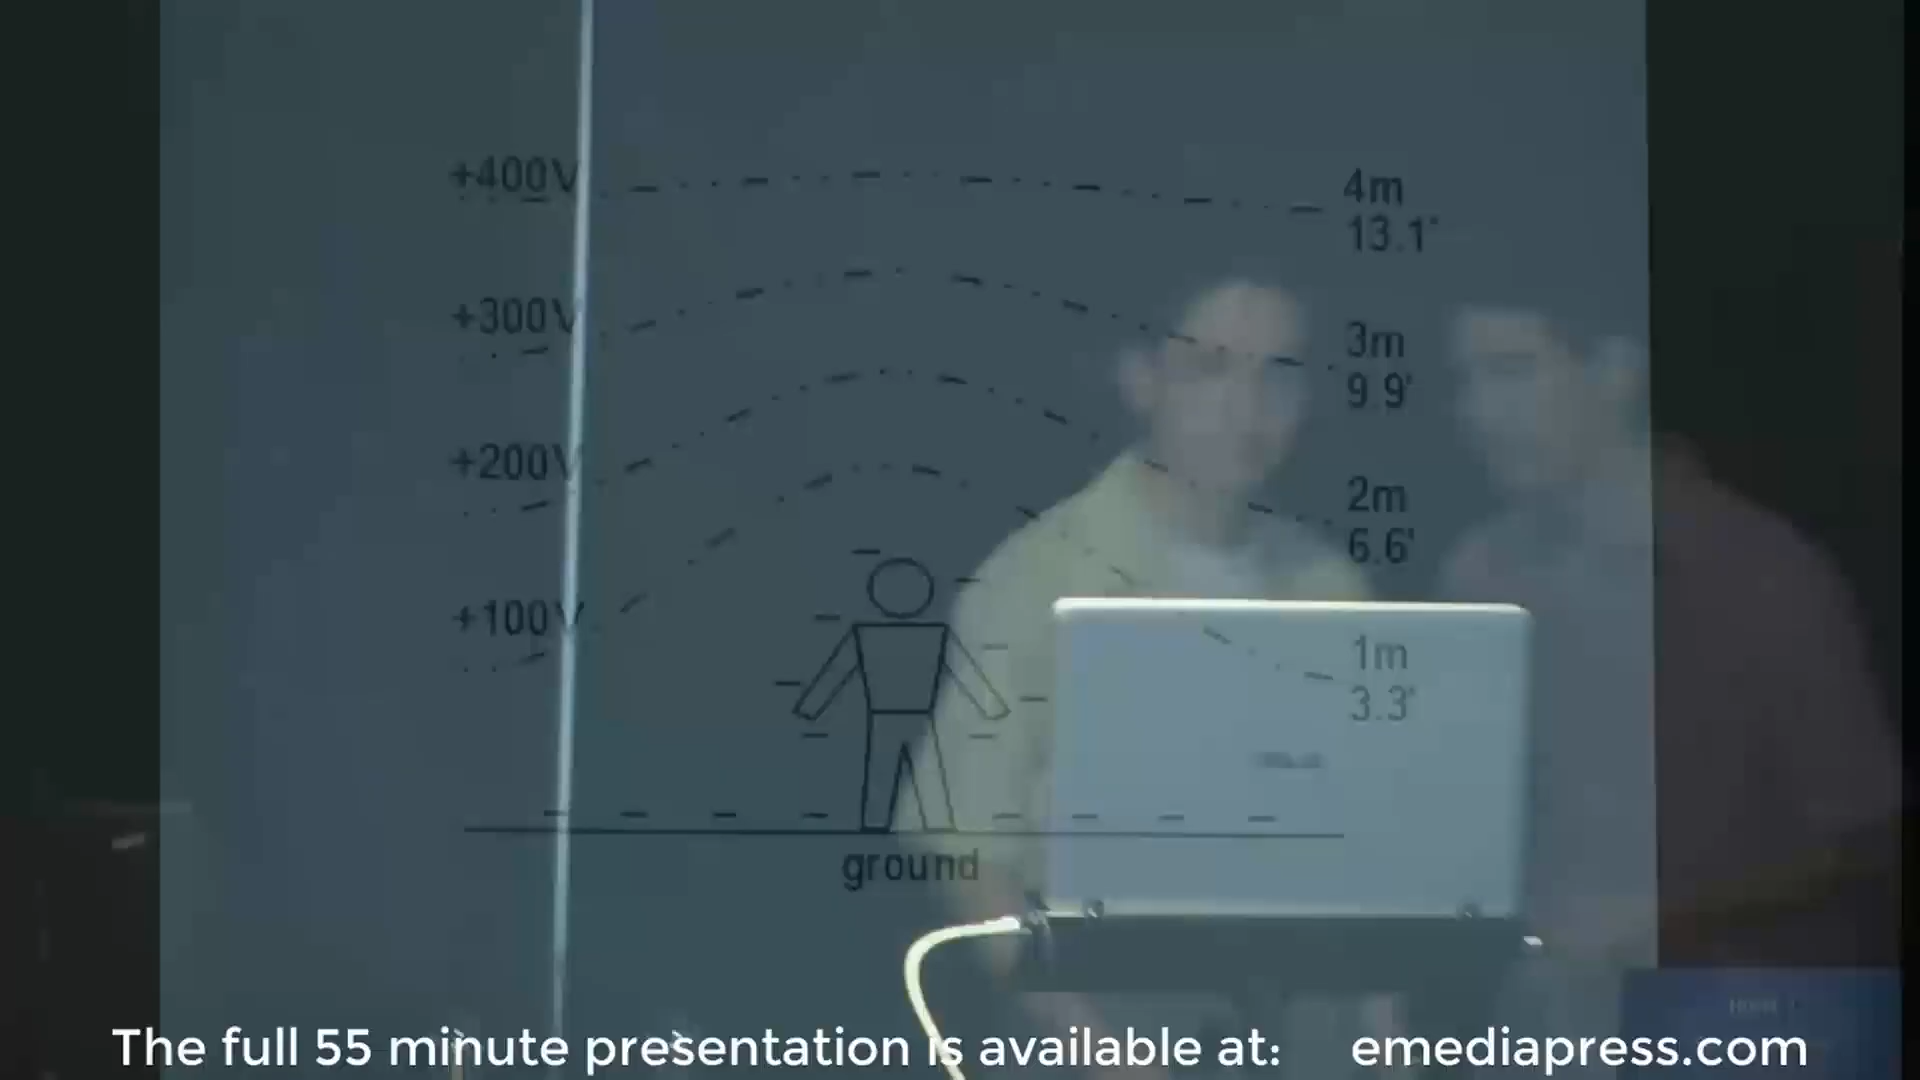 +400V
4m
13.1'
+300V
3m
9.9'
+200V
2m
6.6'
+100V
1m
3.3'
ground
The full 55 minute presentation is available at: emediapress.com